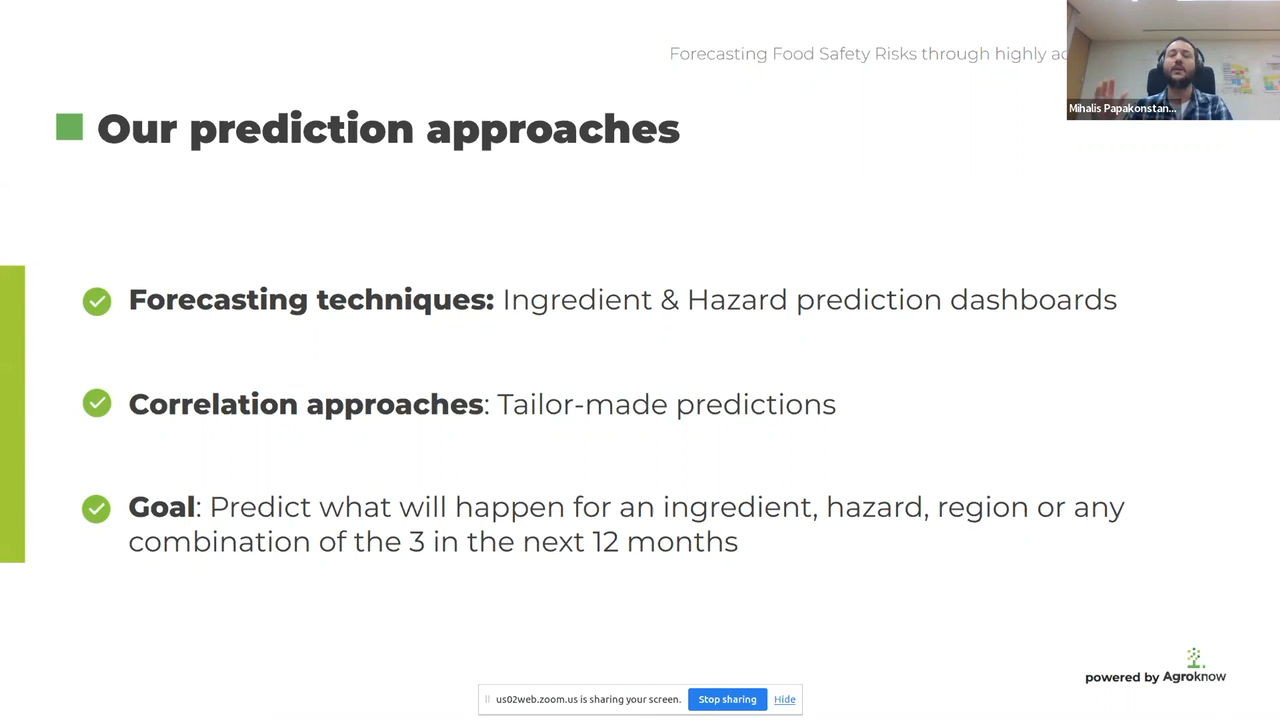 Forecasting Food Safety Risks through highly
Mihalis Papakonstan...
Our prediction approaches
Forecasting techniques: Ingredient & Hazard prediction dashboards
Correlation approaches: Tailor-made predictions
Goal: Predict what will happen for an ingredient, hazard, region or any
combination of the 3 in the next 12 months
powered by Agroknow
us02web.zoom.us is sharing your screen. Stop sharing Hide